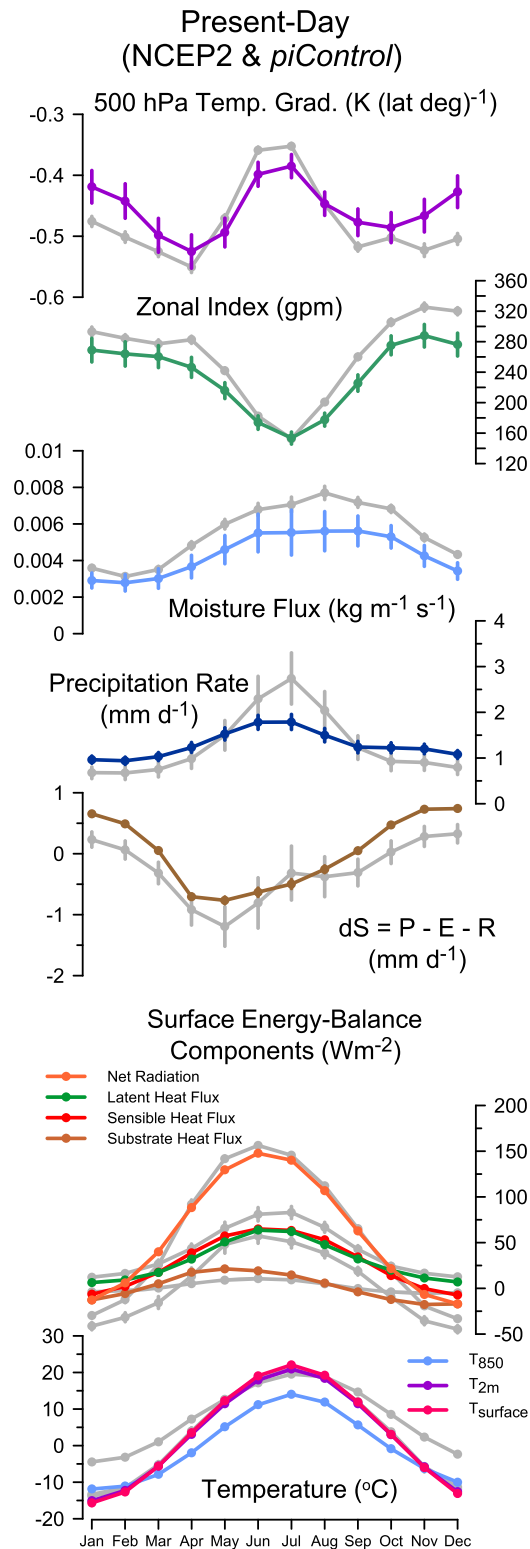 Present-Day
(NCEP2 & piControl)
500 hPa Temp. Grad. (K (lat deg)-1)
-0.3
-0.4
-0.5
-0.6
Zonal Index (gpm)
360
320
280
240
200
160
120
0.01
0.008
0.006
0.004
0.002
0
Moisture Flux (kg m-1 s-1)
4
3
2
1
0
Precipitation Rate
(mm d-1)
1
0
-1
-2
dS = P - E - R
(mm d-1)
Surface Energy-Balance
Components (Wm-2)
Net Radiation
Latent Heat Flux
Sensible Heat Flux
Substrate Heat Flux
200
150
100
50
0
-50
30
20
10
0
-10
-20
T850
T2m
Tsurface
Temperature (oC)
Jan Feb Mar Apr May Jun Jul Aug Sep Oct Nov Dec